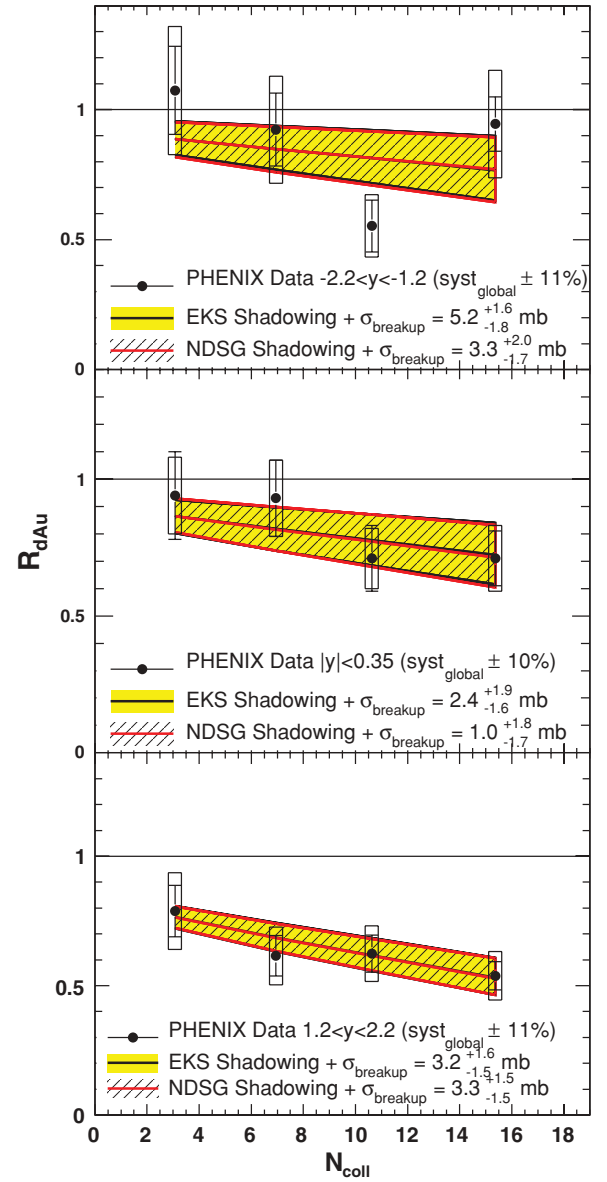 1
0.5
0
PHENIX Data -2.2<y<-1.2 (syst_global ± 11%)
EKS Shadowing + σ_breakup = 5.2 +1.6 -1.8 mb
NDSG Shadowing + σ_breakup = 3.3 +2.0 -1.7 mb
R_dAu
1
0.5
0
PHENIX Data |y|<0.35 (syst_global ± 10%)
EKS Shadowing + σ_breakup = 2.4 +1.9 -1.6 mb
NDSG Shadowing + σ_breakup = 1.0 +1.8 -1.7 mb
1
0.5
0
PHENIX Data 1.2<y<2.2 (syst_global ± 11%)
EKS Shadowing + σ_breakup = 3.2 +1.6 -1.5 mb
NDSG Shadowing + σ_breakup = 3.3 +1.5 -1.5 mb
0 2 4 6 8 10 12 14 16 18
N_coll